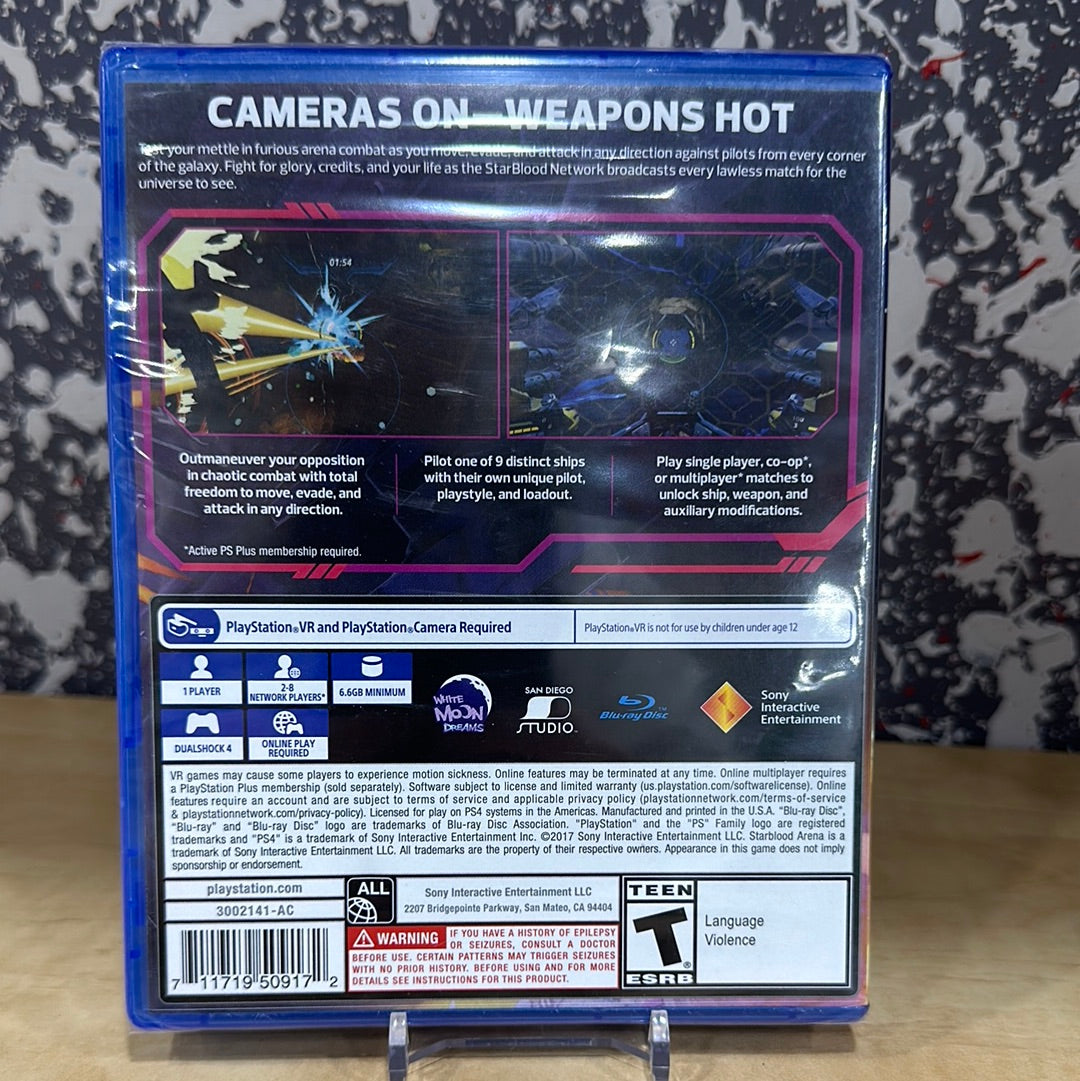 CAMERAS ON - WEAPONS HOT
Test your mettle in furious arena combat as you move, evade, and attack in any direction against pilots from every corner
of the galaxy. Fight for glory, credits, and your life as the StarBlood Network broadcasts every lawless match for the
universe to see.
01:54
Outmaneuver your opposition
in chaotic combat with total
freedom to move, evade, and
attack in any direction.
Pilot one of 9 distinct ships
with their own unique pilot,
playstyle, and loadout.
Play single player, co-op*,
or multiplayer* matches to
unlock ship, weapon, and
auxiliary modifications.
*Active PS Plus membership required.
PlayStation®VR and PlayStation®Camera Required
PlayStation®VR is not for use by children under age 12
1 PLAYER
2-8
NETWORK PLAYERS*
6.6GB MINIMUM
DUALSHOCK 4
ONLINE PLAY
REQUIRED
WHITE
MOON
DREAMS
SAN DIEGO
STUDIO™
Blu-ray Disc™
Sony
Interactive
Entertainment
VR games may cause some players to experience motion sickness. Online features may be terminated at any time. Online multiplayer requires
a PlayStation Plus membership (sold separately). Software subject to license and limited warranty (us.playstation.com/softwarelicense). Online
features require an account and are subject to terms of service and applicable privacy policy (playstationnetwork.com/terms-of-service
& playstationnetwork.com/privacy-policy). Licensed for play on PS4 systems in the Americas. Manufactured and printed in the U.S.A. "Blu-ray Disc",
"Blu-ray" and "Blu-ray Disc" logo are trademarks of Blu-ray Disc Association. "PlayStation" and the "PS" Family logo are registered
trademarks and "PS4" is a trademark of Sony Interactive Entertainment Inc. ©2017 Sony Interactive Entertainment LLC. Starblood Arena is a
trademark of Sony Interactive Entertainment LLC. All trademarks are the property of their respective owners. Appearance in this game does not imply
sponsorship or endorsement.
playstation.com
3002141-AC
7 11719 50917 2
ALL
Sony Interactive Entertainment LLC
2207 Bridgepointe Parkway, San Mateo, CA 94404
WARNING IF YOU HAVE A HISTORY OF EPILEPSY
OR SEIZURES, CONSULT A DOCTOR
BEFORE USE. CERTAIN PATTERNS MAY TRIGGER SEIZURES
WITH NO PRIOR HISTORY. BEFORE USING AND FOR MORE
DETAILS SEE INSTRUCTIONS FOR THIS PRODUCT.
TEEN
T®
ESRB
Language
Violence